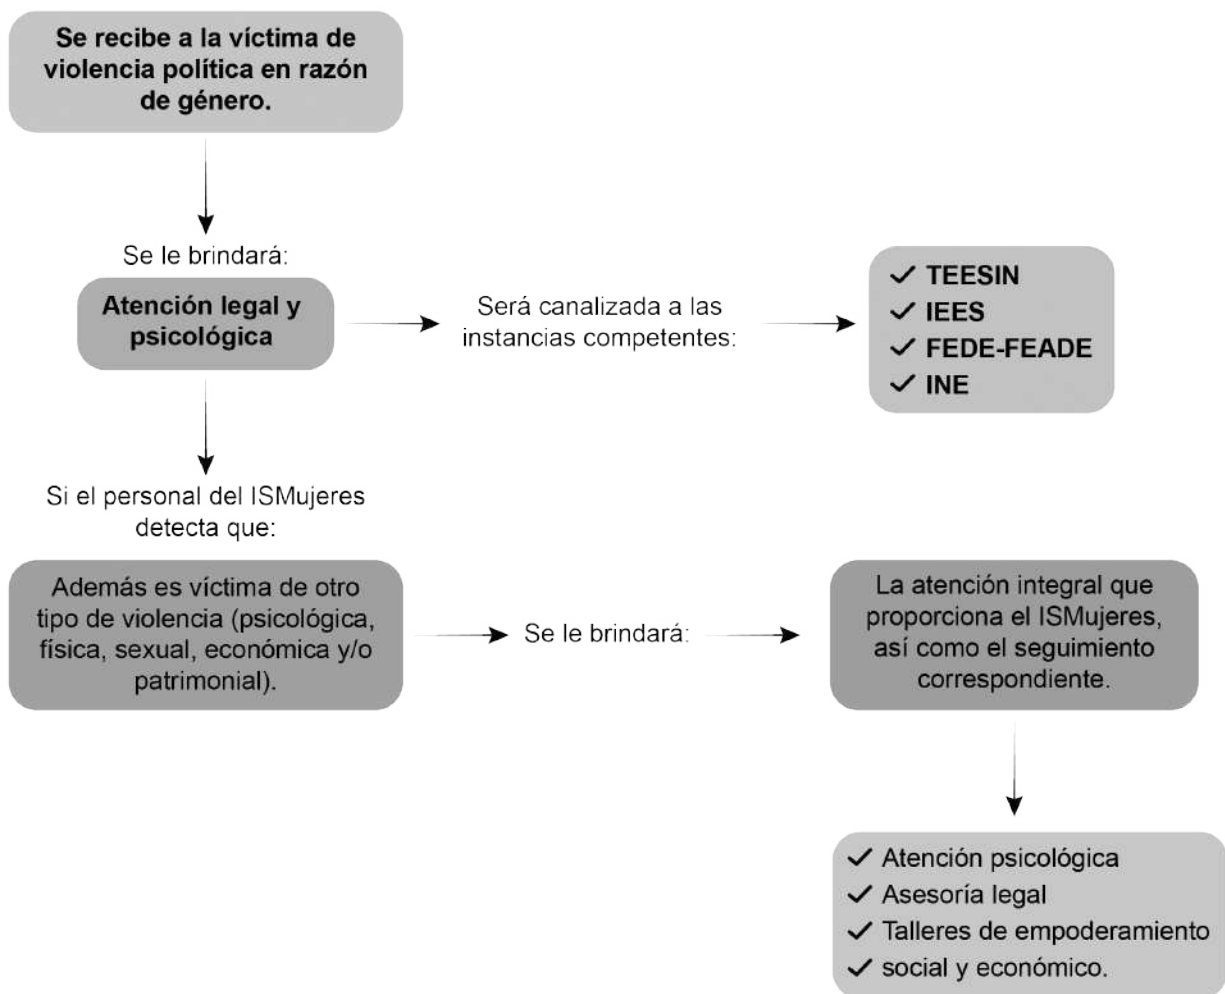 Se recibe a la víctima de
violencia política en razón
de género.
Se le brindará:
Atención legal y
psicológica
Será canalizada a las
instancias competentes:
✓ TEESIN
✓ IEES
✓ FEDE-FEADE
✓ INE
Si el personal del ISMujeres
detecta que:
Además es víctima de otro
tipo de violencia (psicológica,
física, sexual, económica y/o
patrimonial).
Se le brindará:
La atención integral que
proporciona el ISMujeres,
así como el seguimiento
correspondiente.
✓ Atención psicológica
✓ Asesoría legal
✓ Talleres de empoderamiento
✓ social y económico.